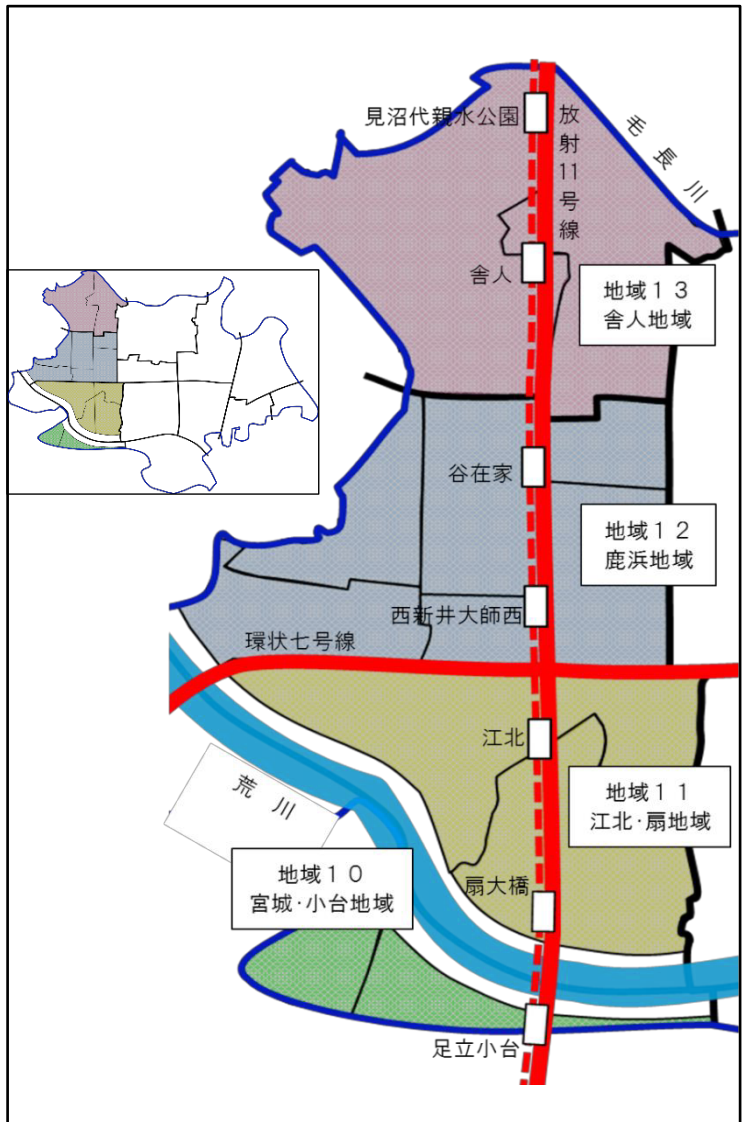 見沼代親水公園
放射11号線
毛長川
舎人
地域１３
舎人地域
谷在家
地域１２
鹿浜地域
西新井大師西
環状七号線
江北
荒川
地域１１
江北・扇地域
地域１０
宮城・小台地域
扇大橋
足立小台